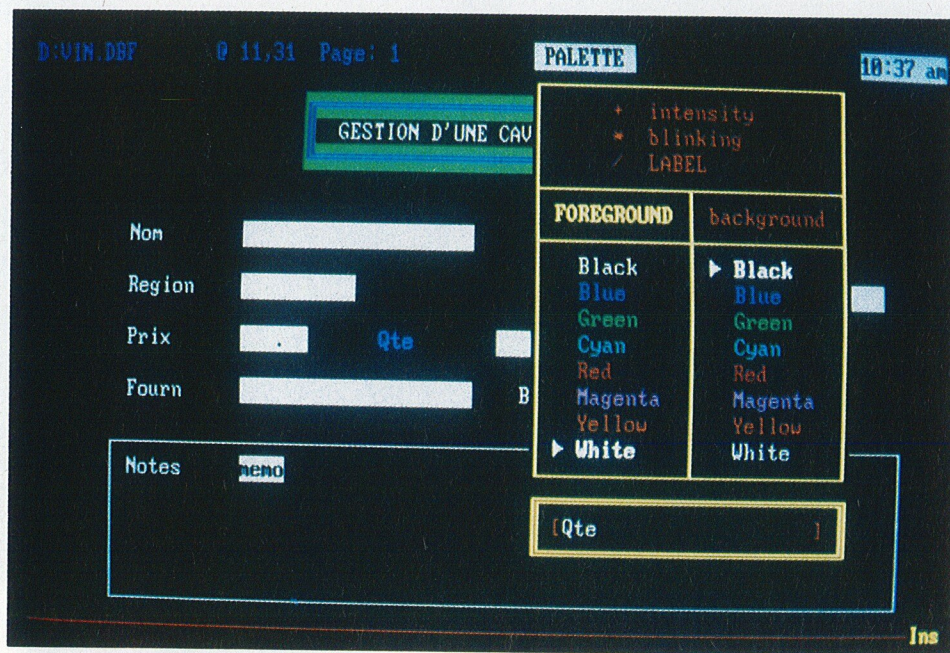 D:VIN.DBF @ 11,31 Page: 1 PALETTE 10:37 am
GESTION D'UNE CAV
+ intensity
* blinking
/ LABEL
FOREGROUND background
Nom
Region
Prix . Qte
Fourn B
Black ▶ Black
Blue Blue
Green Green
Cyan Cyan
Red Red
Magenta Magenta
Yellow Yellow
▶ White White
Notes memo
[Qte ]
Ins